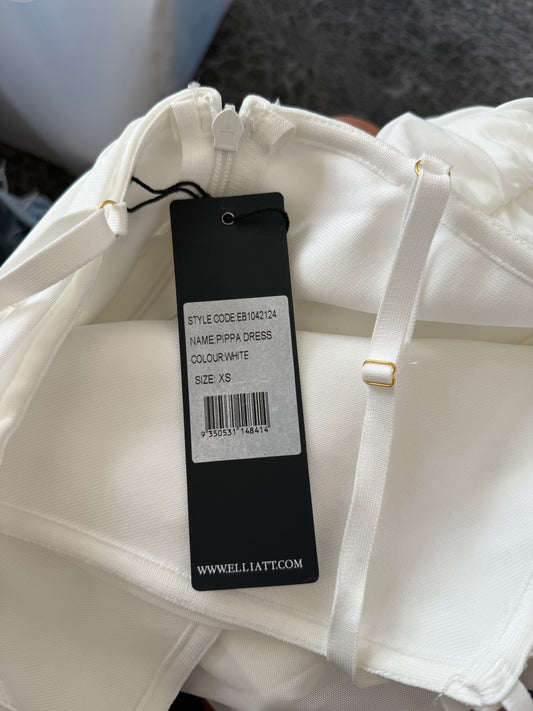 STYLE CODE:EB1042124
NAME:PIPPA DRESS
COLOUR:WHITE
SIZE: XS
9 350531 148414
WWW.ELLIATT.COM